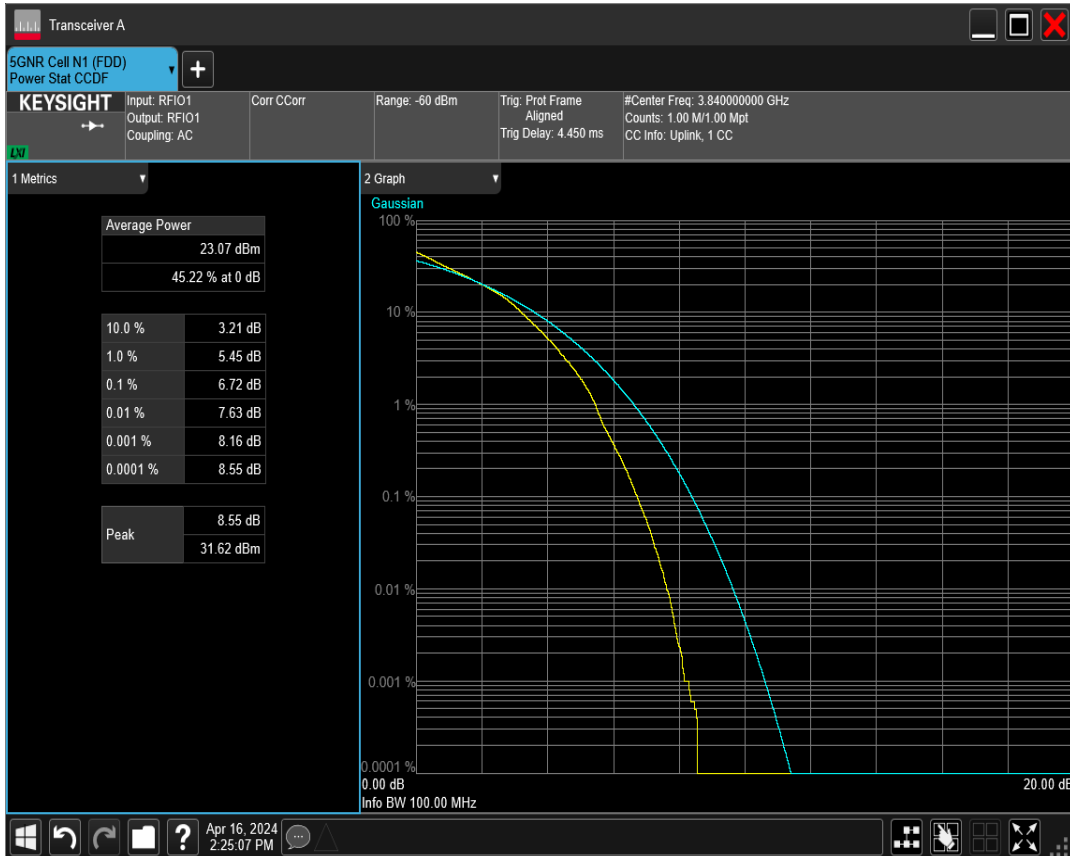 Transceiver A
5GNR Cell N1 (FDD)
Power Stat CCDF
+
KEYSIGHT
LXI
Input: RFIO1
Output: RFIO1
Coupling: AC
Corr CCorr
Range: -60 dBm
Trig: Prot Frame
Aligned
Trig Delay: 4.450 ms
#Center Freq: 3.840000000 GHz
Counts: 1.00 M/1.00 Mpt
CC Info: Uplink, 1 CC
1 Metrics
Average Power
23.07 dBm
45.22 % at 0 dB
10.0 % 3.21 dB
1.0 % 5.45 dB
0.1 % 6.72 dB
0.01 % 7.63 dB
0.001 % 8.16 dB
0.0001 % 8.55 dB
Peak
8.55 dB
31.62 dBm
2 Graph
Gaussian
100 %
10 %
1 %
0.1 %
0.01 %
0.001 %
0.0001 %
0.00 dB 20.00 dB
Info BW 100.00 MHz
?
Apr 16, 2024
2:25:07 PM